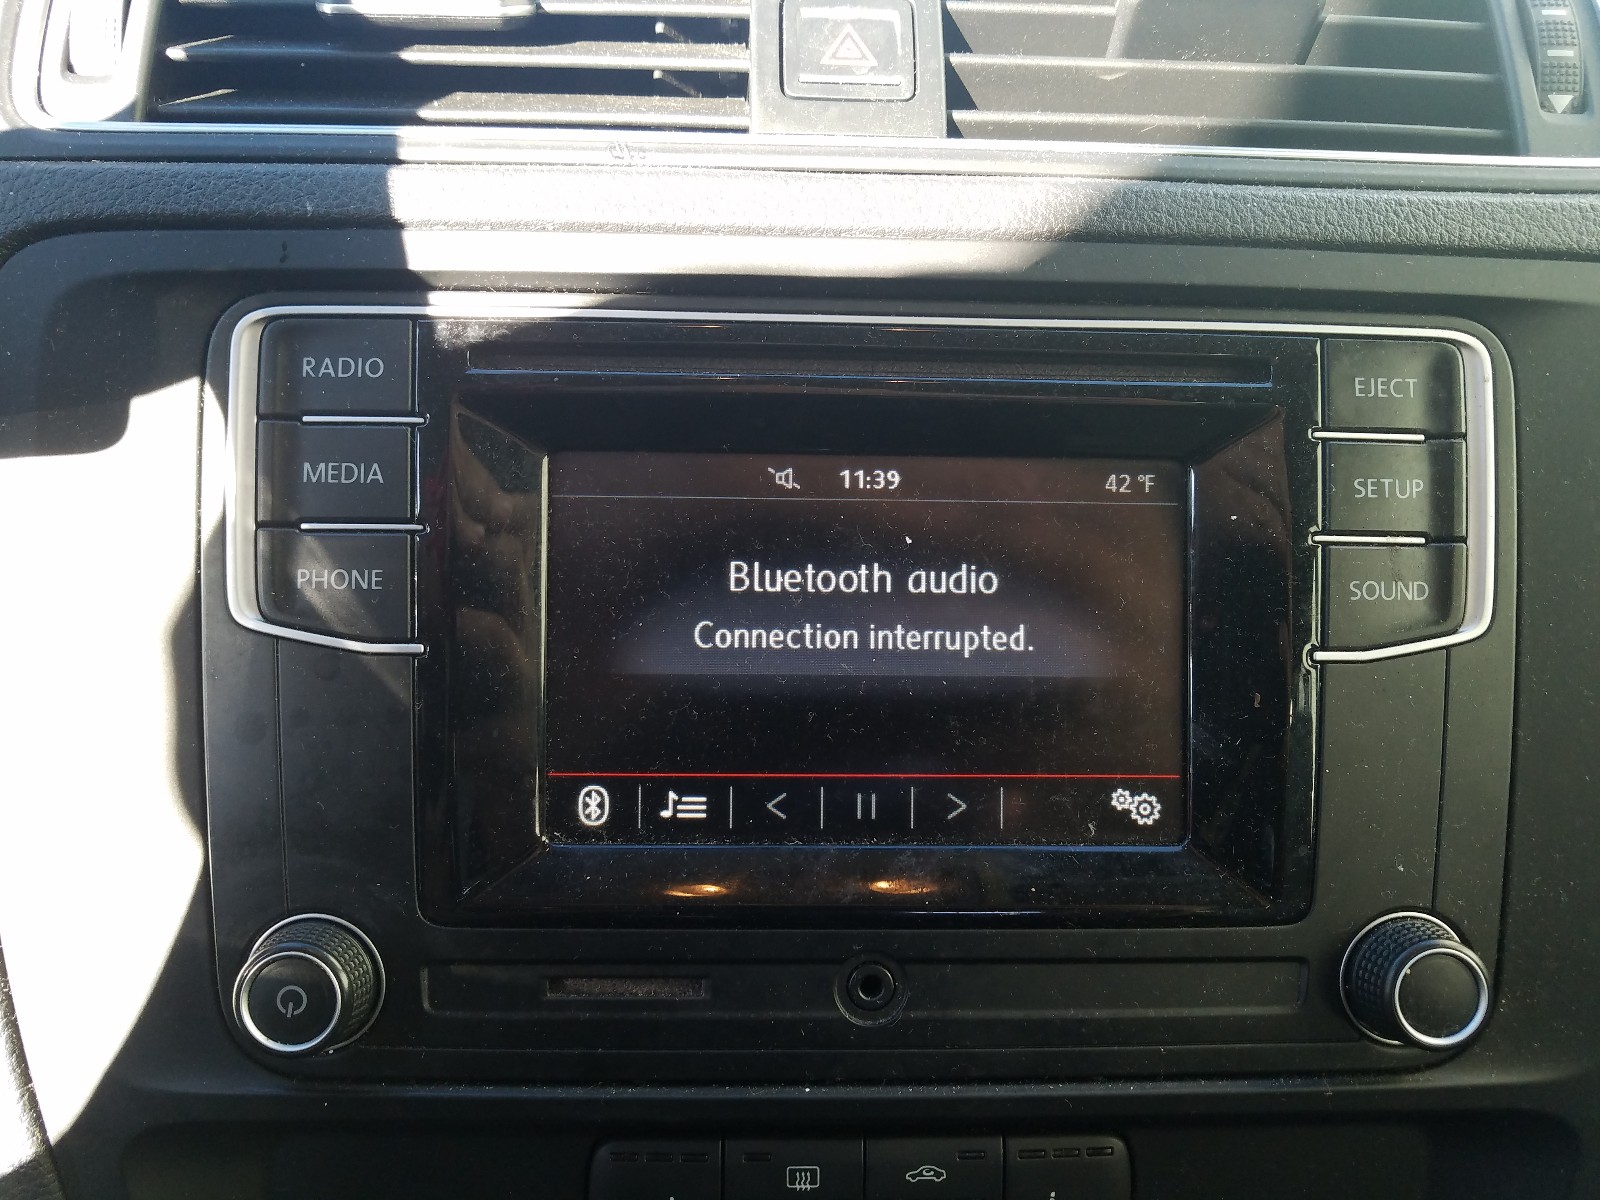 RADIO
MEDIA
PHONE
EJECT
SETUP
SOUND
11:39
42 °F
Bluetooth audio
Connection interrupted.